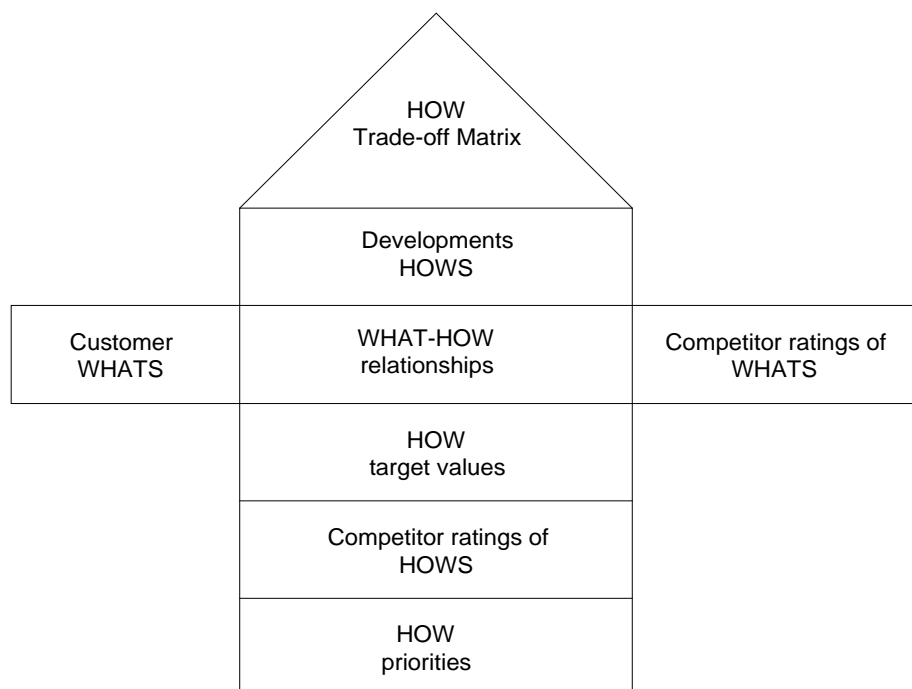 HOW
Trade-off Matrix
Developments
HOWS
Customer
WHATS
WHAT-HOW
relationships
Competitor ratings of
WHATS
HOW
target values
Competitor ratings of
HOWS
HOW
priorities